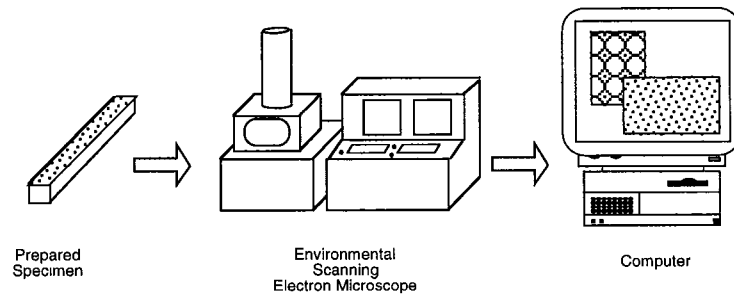 Prepared
Specimen
Environmental
Scanning
Electron Microscope
Computer